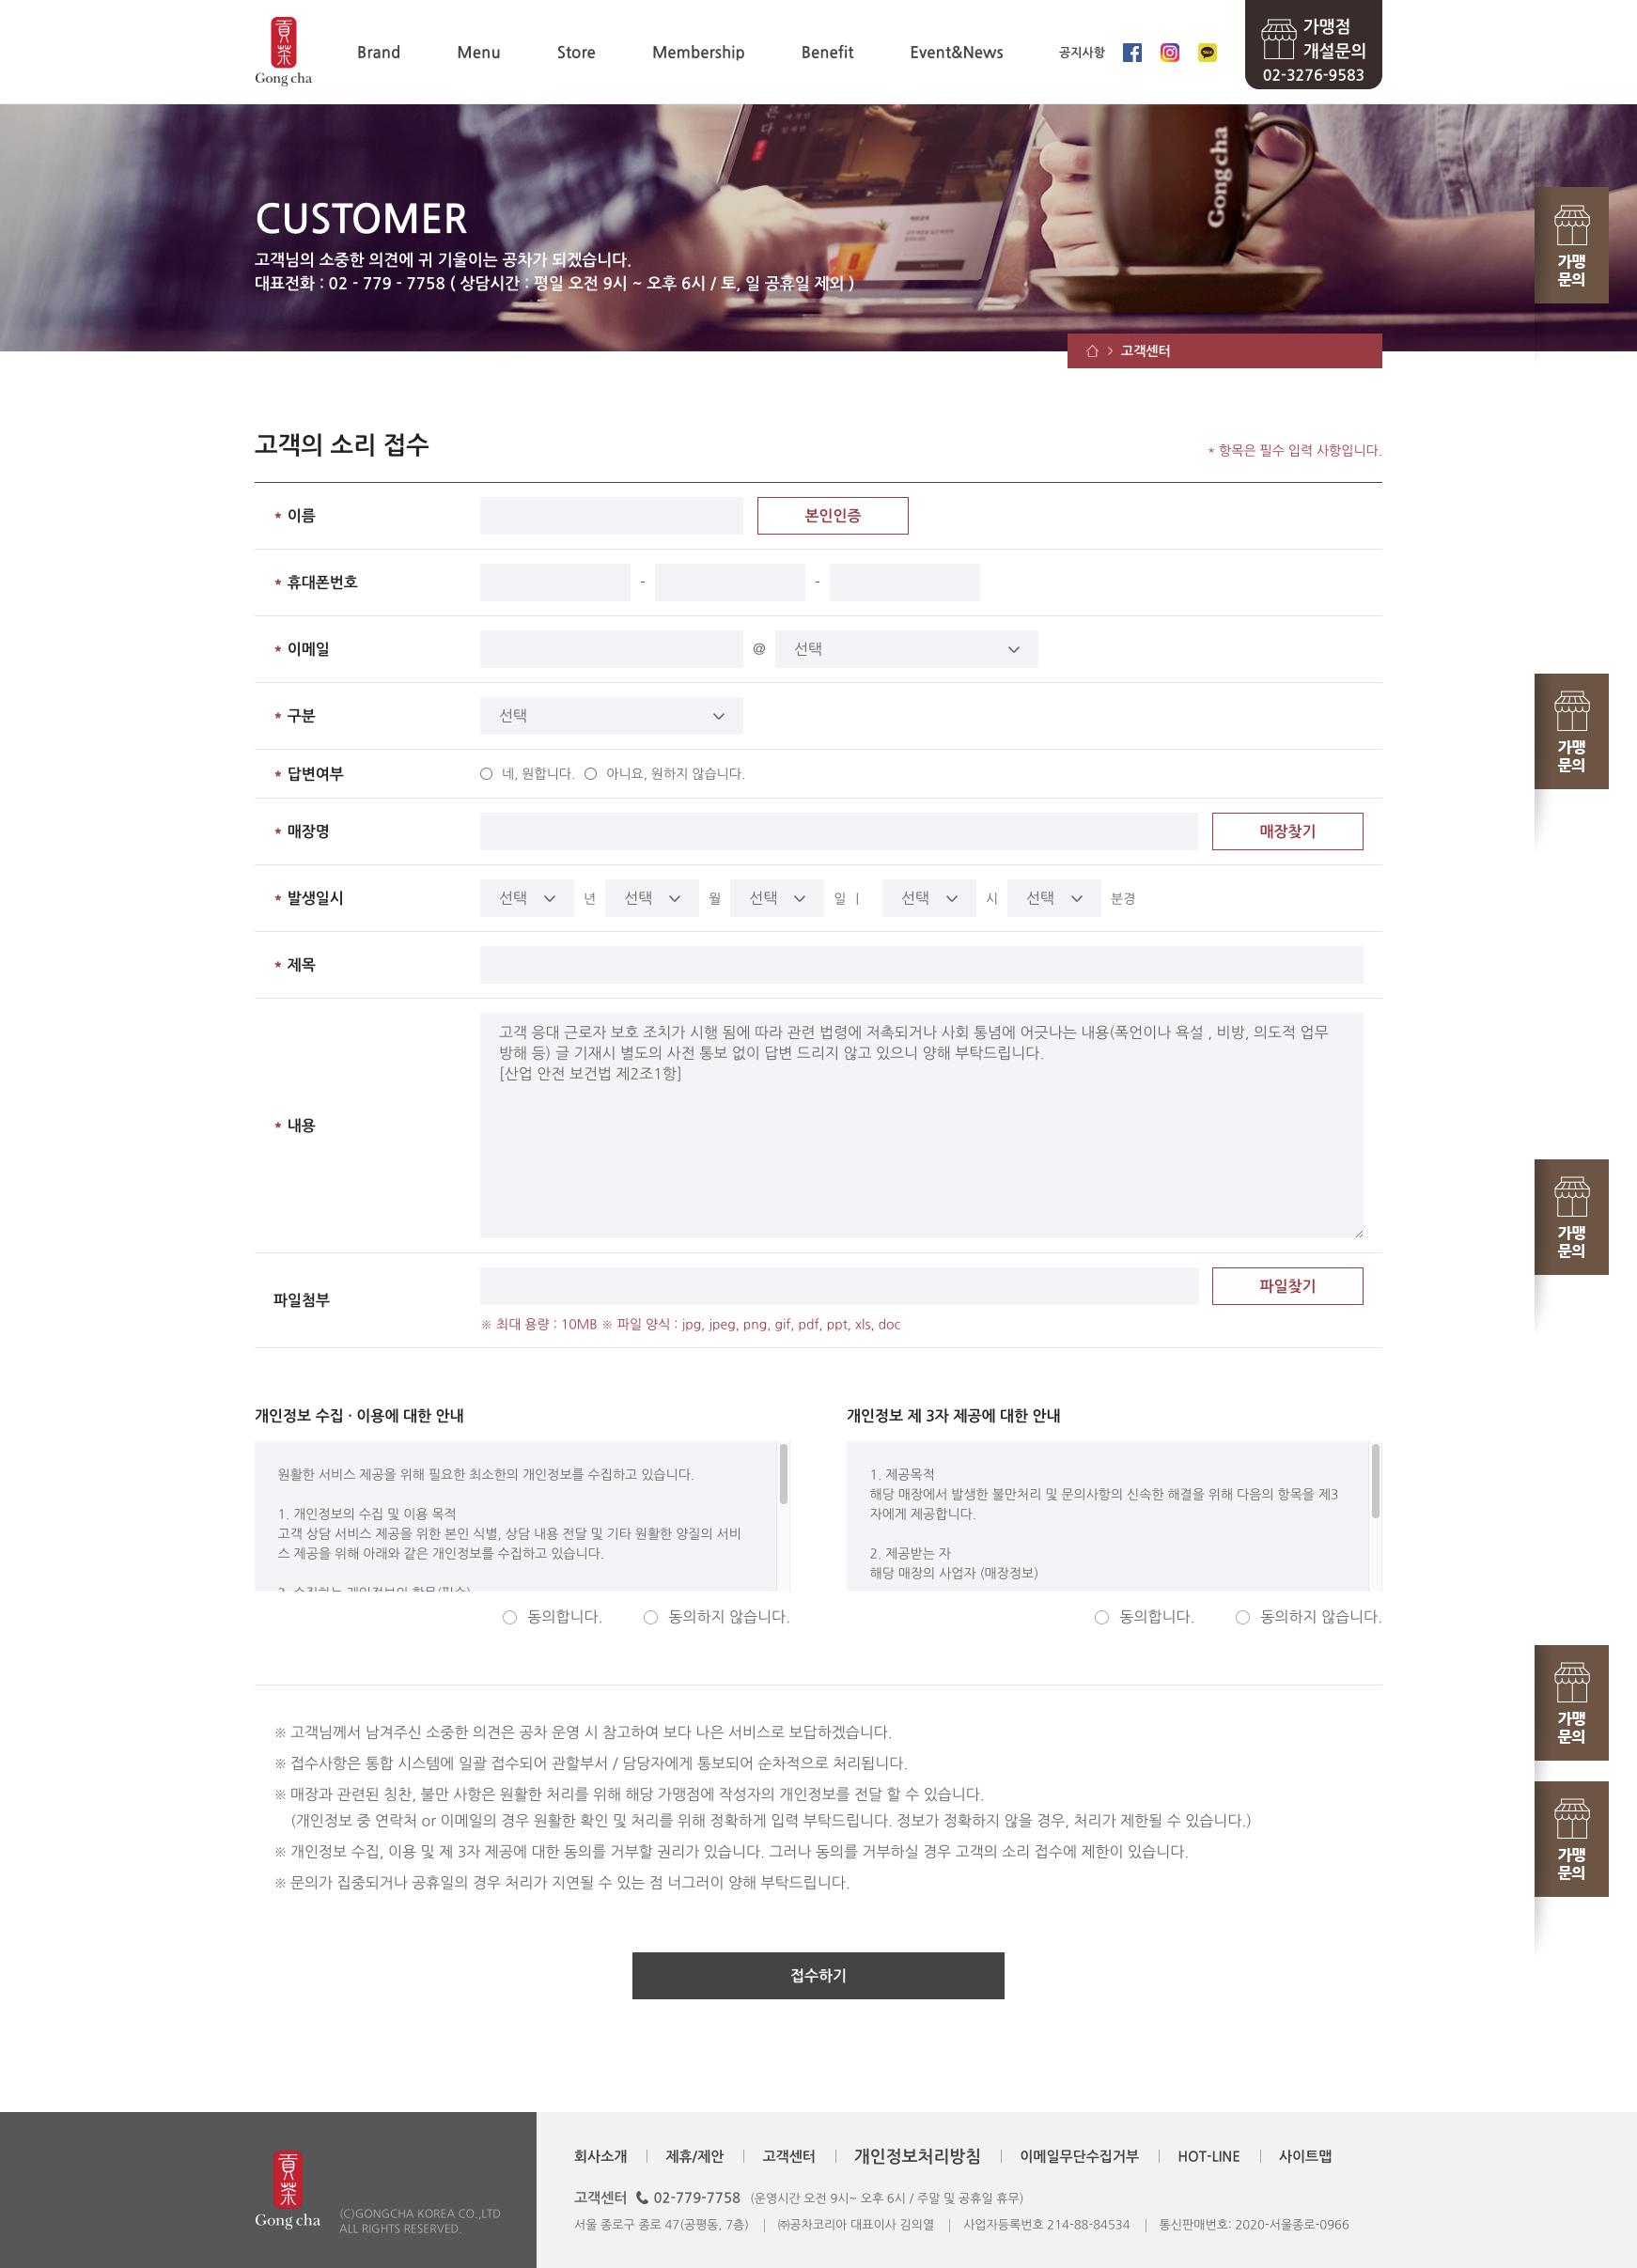 貢茶
Gong cha
Brand
Menu
Store
Membership
Benefit
Event&News
공지사항
TALK
가맹점
개설문의
02-3276-9583
Gong cha
CUSTOMER
고객님의 소중한 의견에 귀 기울이는 공차가 되겠습니다.
대표전화 : 02 - 779 - 7758 ( 상담시간 : 평일 오전 9시 ~ 오후 6시 / 토, 일 공휴일 제외 )
가맹
문의
고객센터
고객의 소리 접수
* 항목은 필수 입력 사항입니다.
* 이름
본인인증
* 휴대폰번호 - -
* 이메일 @ 선택
가맹
문의
* 구분 선택
* 답변여부 네, 원합니다. 아니요, 원하지 않습니다.
* 매장명 매장찾기
* 발생일시 선택 년 선택 월 선택 일 | 선택 시 선택 분경
* 제목
* 내용
고객 응대 근로자 보호 조치가 시행 됨에 따라 관련 법령에 저촉되거나 사회 통념에 어긋나는 내용(폭언이나 욕설 , 비방, 의도적 업무
방해 등) 글 기재시 별도의 사전 통보 없이 답변 드리지 않고 있으니 양해 부탁드립니다.
[산업 안전 보건법 제2조1항]
가맹
문의
파일첨부 파일찾기
※ 최대 용량 : 10MB ※ 파일 양식 : jpg, jpeg, png, gif, pdf, ppt, xls, doc
개인정보 수집 · 이용에 대한 안내
원활한 서비스 제공을 위해 필요한 최소한의 개인정보를 수집하고 있습니다.
1. 개인정보의 수집 및 이용 목적
고객 상담 서비스 제공을 위한 본인 식별, 상담 내용 전달 및 기타 원활한 양질의 서비
스 제공을 위해 아래와 같은 개인정보를 수집하고 있습니다.
2. 수집하는 개인정보의 항목(필수)
동의합니다. 동의하지 않습니다.
개인정보 제 3자 제공에 대한 안내
1. 제공목적
해당 매장에서 발생한 불만처리 및 문의사항의 신속한 해결을 위해 다음의 항목을 제3
자에게 제공합니다.
2. 제공받는 자
해당 매장의 사업자 (매장정보)
동의합니다. 동의하지 않습니다.
가맹
문의
※ 고객님께서 남겨주신 소중한 의견은 공차 운영 시 참고하여 보다 나은 서비스로 보답하겠습니다.
※ 접수사항은 통합 시스템에 일괄 접수되어 관할부서 / 담당자에게 통보되어 순차적으로 처리됩니다.
※ 매장과 관련된 칭찬, 불만 사항은 원활한 처리를 위해 해당 가맹점에 작성자의 개인정보를 전달 할 수 있습니다.
(개인정보 중 연락처 or 이메일의 경우 원활한 확인 및 처리를 위해 정확하게 입력 부탁드립니다. 정보가 정확하지 않을 경우, 처리가 제한될 수 있습니다.)
※ 개인정보 수집, 이용 및 제 3자 제공에 대한 동의를 거부할 권리가 있습니다. 그러나 동의를 거부하실 경우 고객의 소리 접수에 제한이 있습니다.
※ 문의가 집중되거나 공휴일의 경우 처리가 지연될 수 있는 점 너그러이 양해 부탁드립니다.
가맹
문의
접수하기
貢茶
Gong cha
(C)GONGCHA KOREA CO.,LTD
ALL RIGHTS RESERVED.
회사소개 | 제휴/제안 | 고객센터 | 개인정보처리방침 | 이메일무단수집거부 | HOT-LINE | 사이트맵
고객센터 02-779-7758 (운영시간 오전 9시~ 오후 6시 / 주말 및 공휴일 휴무)
서울 종로구 종로 47(공평동, 7층) | ㈜공차코리아 대표이사 김의열 | 사업자등록번호 214-88-84534 | 통신판매번호: 2020-서울종로-0966